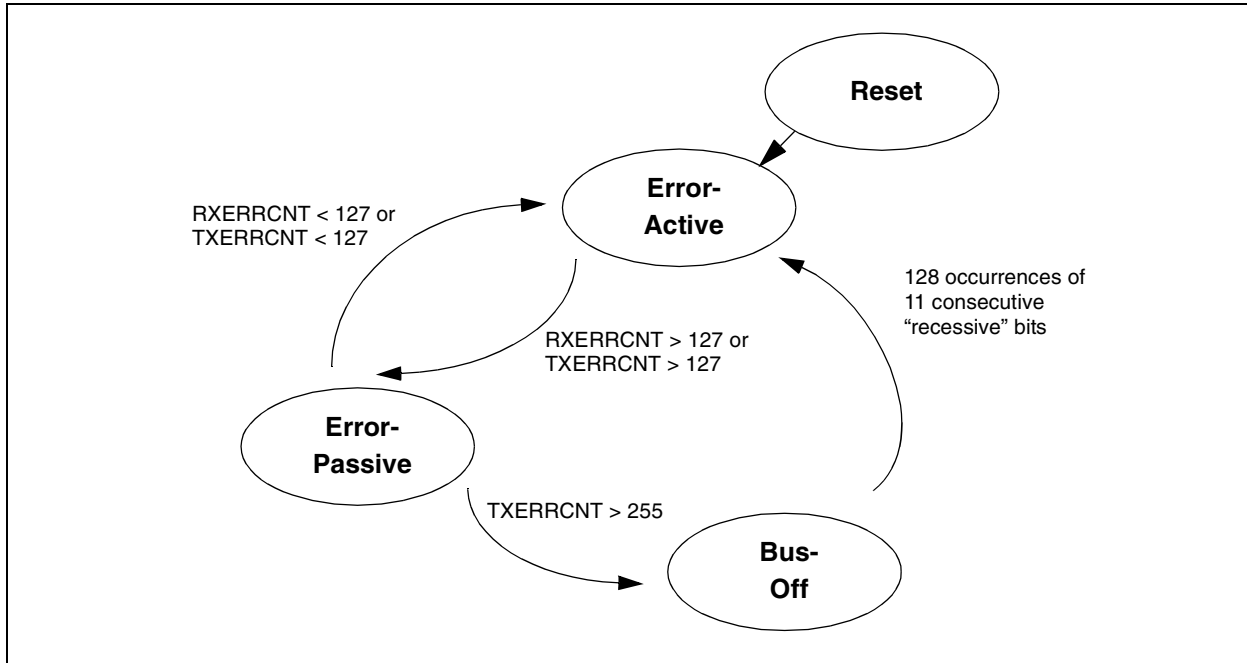 Reset
Error-
Active
RXERRCNT < 127 or
TXERRCNT < 127
128 occurrences of
11 consecutive
“recessive” bits
RXERRCNT > 127 or
TXERRCNT > 127
Error-
Passive
TXERRCNT > 255
Bus-
Off